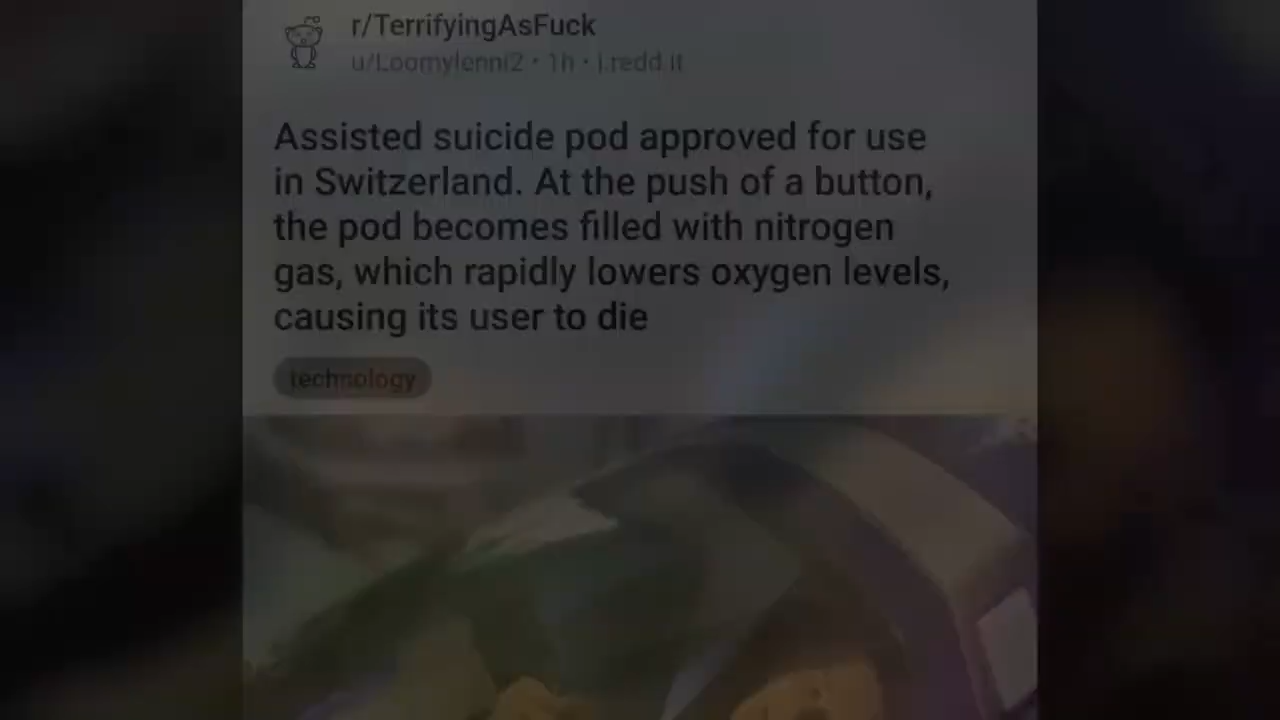 r/TerrifyingAsFuck
u/Loomylenni2 • 1h • i.redd.it
Assisted suicide pod approved for use
in Switzerland. At the push of a button,
the pod becomes filled with nitrogen
gas, which rapidly lowers oxygen levels,
causing its user to die
technology